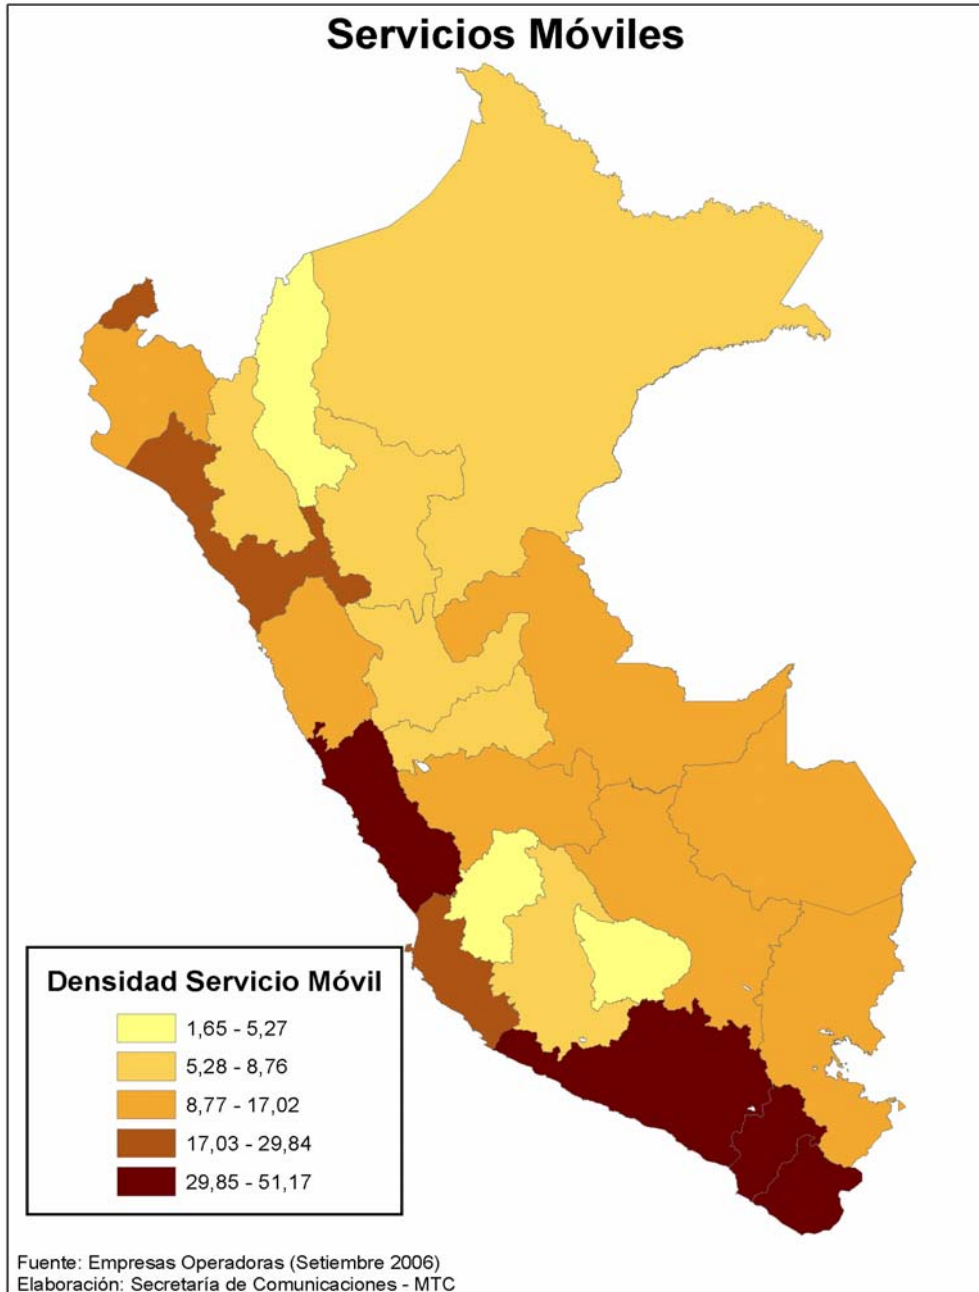 Servicios Móviles
Densidad Servicio Móvil
1,65 - 5,27
5,28 - 8,76
8,77 - 17,02
17,03 - 29,84
29,85 - 51,17
Fuente: Empresas Operadoras (Setiembre 2006)
Elaboración: Secretaría de Comunicaciones - MTC